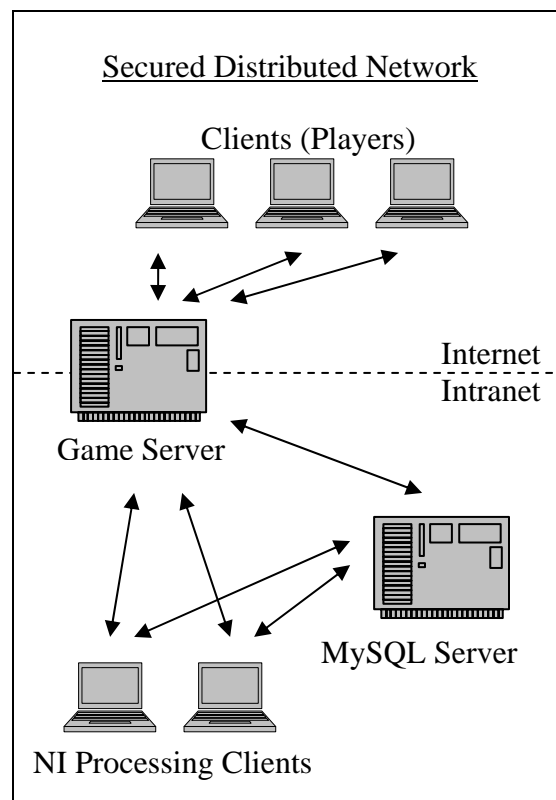 Secured Distributed Network
Clients (Players)
Internet
Intranet
Game Server
MySQL Server
NI Processing Clients